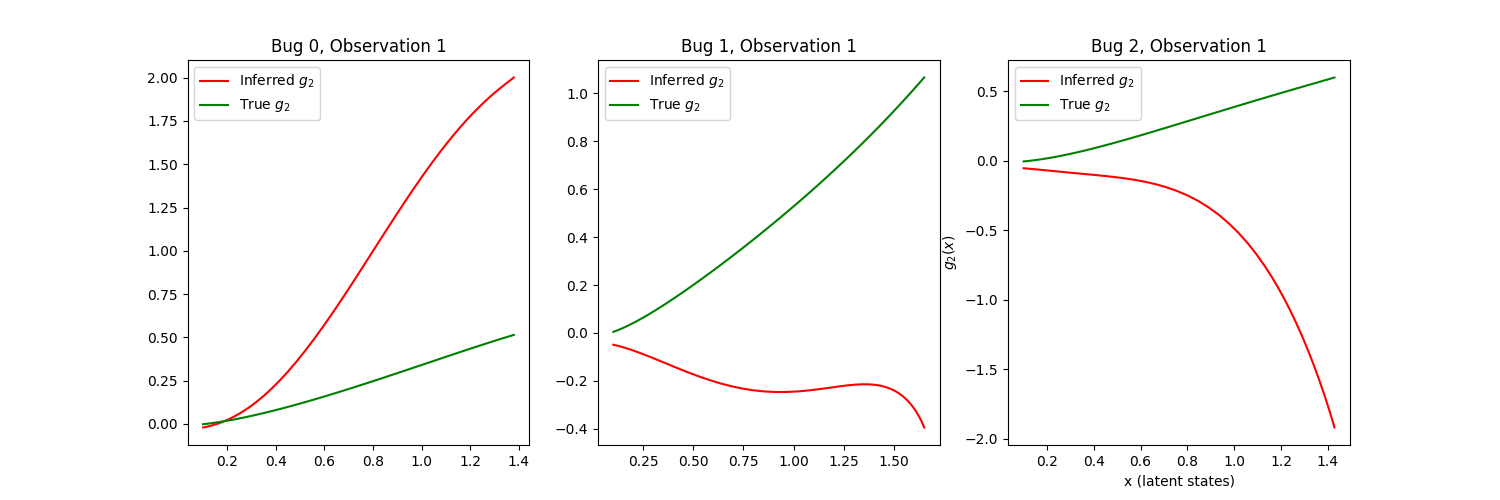 Bug 0, Observation 1
Inferred g₂
True g₂
2.00
1.75
1.50
1.25
1.00
0.75
0.50
0.25
0.00
0.2 0.4 0.6 0.8 1.0 1.2 1.4
Bug 1, Observation 1
Inferred g₂
True g₂
1.0
0.8
0.6
0.4
0.2
0.0
−0.2
−0.4
0.25 0.50 0.75 1.00 1.25 1.50
Bug 2, Observation 1
Inferred g₂
True g₂
g₂(x)
0.5
0.0
−0.5
−1.0
−1.5
−2.0
0.2 0.4 0.6 0.8 1.0 1.2 1.4
x (latent states)